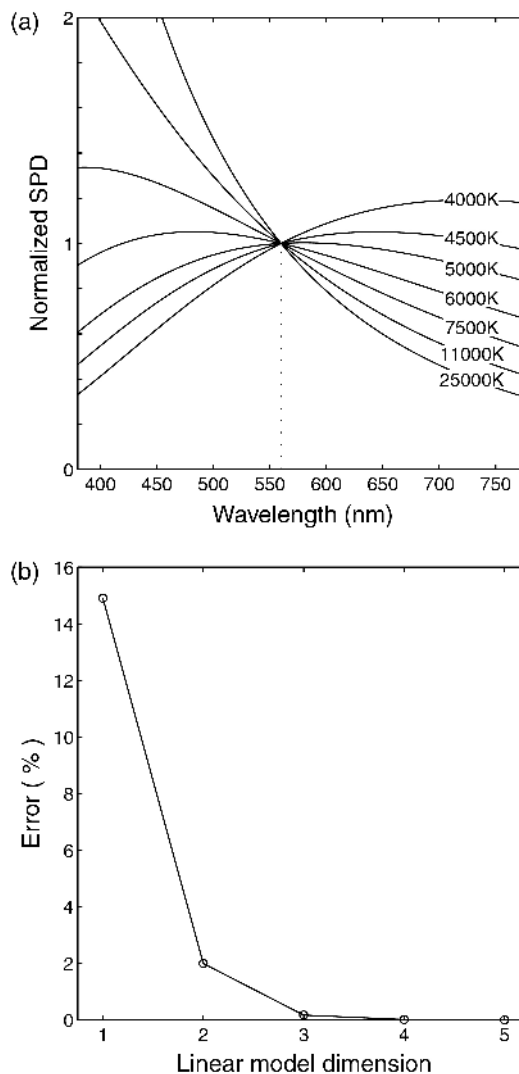 (a)
2
1
0
Normalized SPD
4000K
4500K
5000K
6000K
7500K
11000K
25000K
400 450 500 550 600 650 700 750
Wavelength (nm)
(b)
16
14
12
10
8
6
4
2
0
Error ( %)
1 2 3 4 5
Linear model dimension